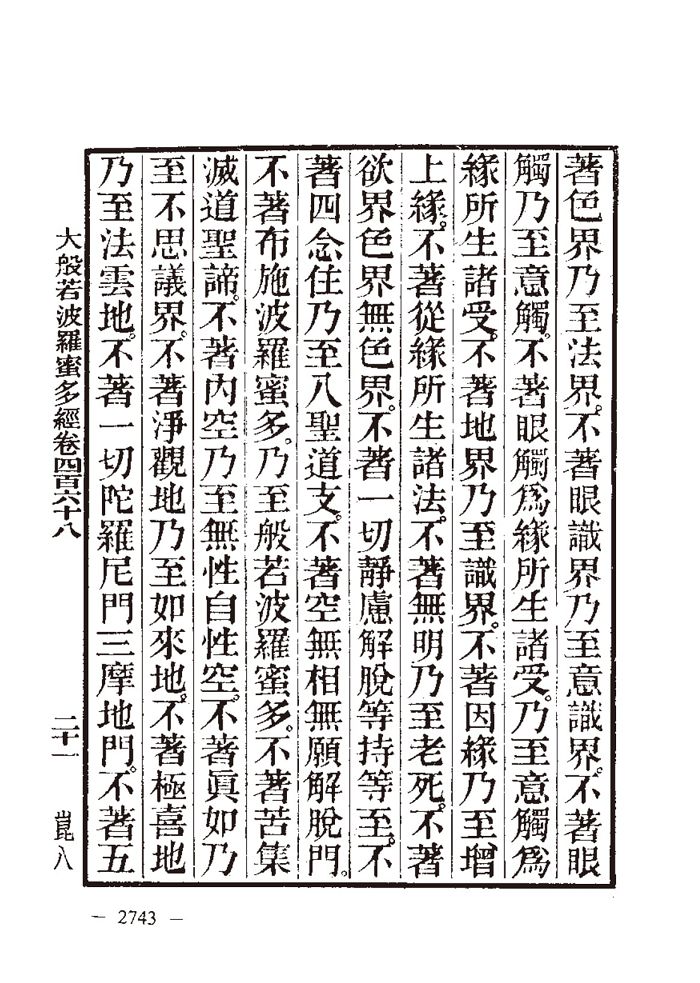 著色界乃至法界。不著眼識界乃至意識界。不著眼
觸乃至意觸。不著眼觸爲緣所生諸受。乃至意觸爲
緣所生諸受。不著地界乃至識界。不著因緣乃至增
上緣。不著從緣所生諸法。不著無明乃至老死。不著
欲界色界無色界。不著一切靜慮解脫等持等至。不
著四念住乃至八聖道支。不著空無相無願解脫門。
不著布施波羅蜜多。乃至般若波羅蜜多。不著苦集
滅道聖諦。不著內空乃至無性自性空。不著眞如乃
至不思議界。不著淨觀地乃至如來地。不著極喜地
乃至法雲地。不著一切陀羅尼門三摩地門。不著五
大般若波羅蜜多經卷四百六十八 二十一 崑八
— 2743 —